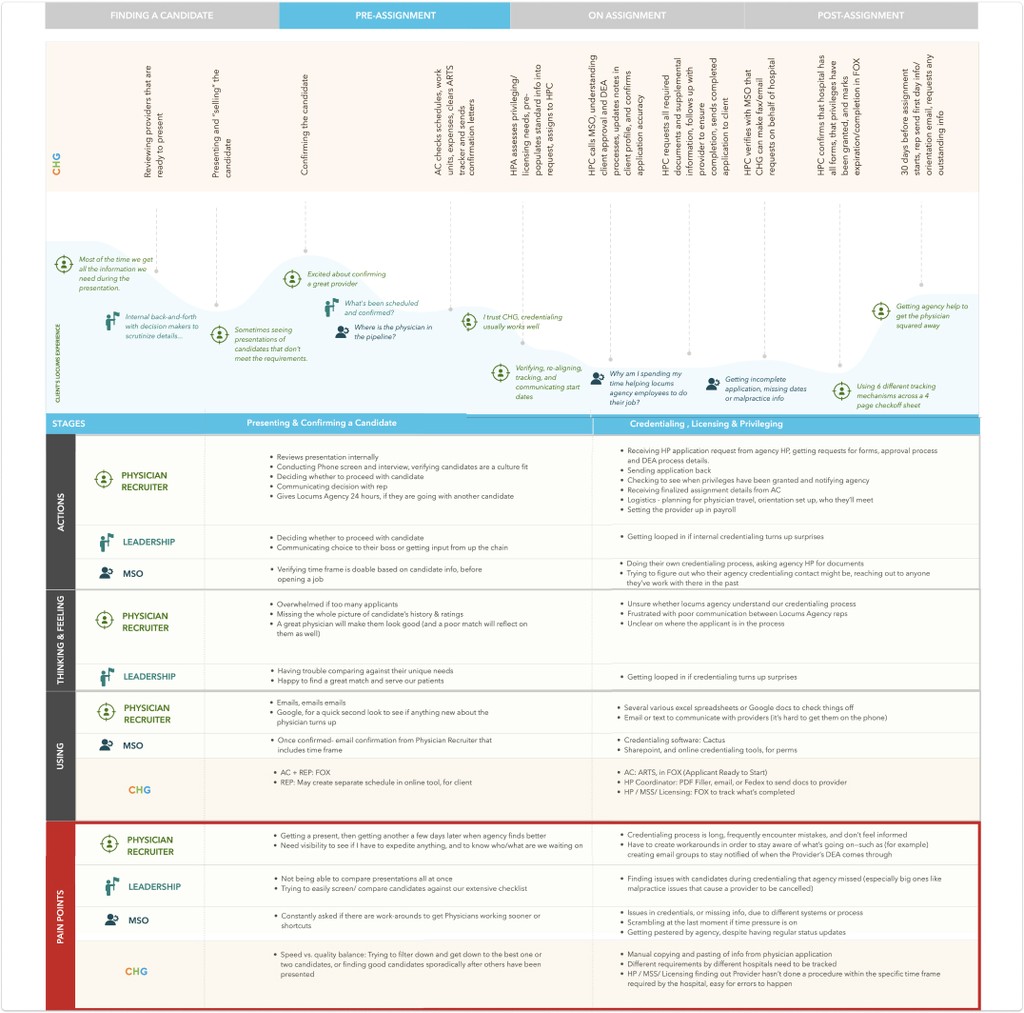 FINDING A CANDIDATE
PRE-ASSIGNMENT
ON ASSIGNMENT
POST-ASSIGNMENT
CHG
Reviewing providers that are
ready to present
Presenting and "selling" the
candidate
Confirming the candidate
AC checks schedules, work
units, expenses, clears ARTS
tracker and sends
confirmation letters
HPA assesses privileging/
licensing needs, pre-
populates standard info into
request, assigns to HPC
HPC calls MSO, understanding
client approval and DEA
processes, updates notes in
client profile, and confirms
application accuracy
HPC requests all required
documents and supplemental
information, follows up with
provider to ensure
completion, sends completed
application to client
HPC verifies with MSO that
CHG can make fax/email
requests on behalf of hospital
HPC confirms that hospital has
all forms, that privileges have
been granted, and marks
expiration/completion in FOX
30 days before assignment
starts, rep send first day info/
orientation email, requests any
outstanding info
CLIENT'S LOCUMS EXPERIENCE
Most of the time we get
all the information we
need during the
presentation.
Internal back-and-forth
with decision makers to
scrutinize details...
Sometimes seeing
presentations of
candidates that don't
meet the requirements.
Excited about confirming
a great provider
What's been scheduled
and confirmed?
Where is the physician in
the pipeline?
I trust CHG, credentialing
usually works well
Verifying, re-aligning,
tracking, and
communicating start
dates
Why am I spending my
time helping locums
agency employees to do
their job?
Getting incomplete
application, missing dates
or malpractice info
Using 6 different tracking
mechanisms across a 4
page checkoff sheet
Getting agency help to
get the physician
squared away
STAGES
Presenting & Confirming a Candidate
Credentialing , Licensing & Privileging
ACTIONS
PHYSICIAN
RECRUITER
• Reviews presentation internally
• Conducting Phone screen and interview, verifying candidates are a culture fit
• Deciding whether to proceed with candidate
• Communicating decision with rep
• Gives Locums Agency 24 hours, if they are going with another candidate
• Receiving HP application request from agency HP, getting requests for forms, approval process
and DEA process details.
• Sending application back
• Checking to see when privileges have been granted and notifying agency
• Receiving finalized assignment details from AC
• Logistics - planning for physician travel, orientation set up, who they'll meet
• Setting the provider up in payroll
LEADERSHIP
• Deciding whether to proceed with candidate
• Communicating choice to their boss or getting input from up the chain
• Getting looped in if internal credentialing turns up surprises
MSO
• Verifying time frame is doable based on candidate info, before
opening a job
• Doing their own credentialing process, asking agency HP for documents
• Trying to figure out who their agency credentialing contact might be, reaching out to anyone
they've work with there in the past
THINKING & FEELING
PHYSICIAN
RECRUITER
• Overwhelmed if too many applicants
• Missing the whole picture of candidate's history & ratings
• A great physician will make them look good (and a poor match will reflect on
them as well)
• Unsure whether locums agency understand our credentialing process
• Frustrated with poor communication between Locums Agency reps
• Unclear on where the applicant is in the process
LEADERSHIP
• Having trouble comparing against their unique needs
• Happy to find a great match and serve our patients
• Getting looped in if credentialing turns up surprises
USING
PHYSICIAN
RECRUITER
• Emails, emails emails
• Google, for a quick second look to see if anything new about the
physician turns up
• Several various excel spreadsheets or Google docs to check things off
• Email or text to communicate with providers (it's hard to get them on the phone)
MSO
• Once confirmed- email confirmation from Physician Recruiter that
includes time frame
• Credentialing software: Cactus
• Sharepoint, and online credentialing tools, for perms
CHG
• AC + REP: FOX
• REP: May create separate schedule in online tool, for client
• AC: ARTS, in FOX (Applicant Ready to Start)
• HP Coordinator: PDF Filler, email, or Fedex to send docs to provider
• HP / MSS/ Licensing: FOX to track what's completed
PAIN POINTS
PHYSICIAN
RECRUITER
• Getting a present, then getting another a few days later when agency finds better
• Need visibility to see if I have to expedite anything, and to know who/what are we waiting on
• Credentialing process is long, frequently encounter mistakes, and don't feel informed
• Have to create workarounds in order to stay aware of what's going on—such as (for example)
creating email groups to stay notified of when the Provider's DEA comes through
LEADERSHIP
• Not being able to compare presentations all at once
• Trying to easily screen/ compare candidates against our extensive checklist
• Finding issues with candidates during credentialing that agency missed (especially big ones like
malpractice issues that cause a provider to be cancelled)
MSO
• Constantly asked if there are work-arounds to get Physicians working sooner or
shortcuts
• Issues in credentials, or missing info, due to different systems or process
• Scrambling at the last moment if time pressure is on
• Getting pestered by agency, despite having regular status updates
CHG
• Speed vs. quality balance: Trying to filter down and get down to the best one or
two candidates, or finding good candidates sporadically after others have been
presented
• Manual copying and pasting of info from physician application
• Different requirements by different hospitals need to be tracked
• HP / MSS/ Licensing finding out Provider hasn't done a procedure within the specific time frame
required by the hospital, easy for errors to happen